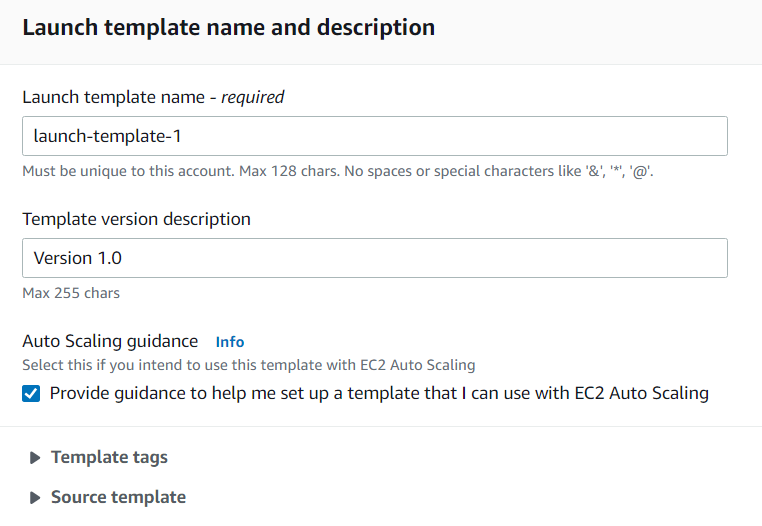 Launch template name and description
Launch template name - required
launch-template-1
Must be unique to this account. Max 128 chars. No spaces or special characters like '&', '*', '@'.
Template version description
Version 1.0
Max 255 chars
Auto Scaling guidance Info
Select this if you intend to use this template with EC2 Auto Scaling
Provide guidance to help me set up a template that I can use with EC2 Auto Scaling
Template tags
Source template